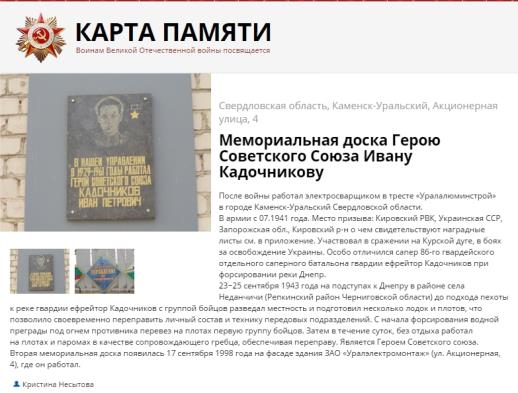 КАРТА ПАМЯТИ
Воинам Великой Отечественной войны посвящается
Свердловская область, Каменск-Уральский, Акционерная
улица, 4
Мемориальная доска Герою
Советского Союза Ивану
Кадочникову
В НАШЕМ УПРАВЛЕНИИ
В 1929-1961 ГОДЫ РАБОТАЛ
ГЕРОЙ СОВЕТСКОГО СОЮЗА
КАДОЧНИКОВ
ИВАН ПЕТРОВИЧ
После войны работал электросварщиком в тресте «Уралалюминстрой»
в городе Каменск-Уральский Свердловской области.
В армии с 07.1941 года. Место призыва: Кировский РВК, Украинская ССР,
Запорожская обл., Кировский р-н о чем свидетельствуют наградные
листы см. в приложение. Участвовал в сражении на Курской дуге, в боях
за освобождение Украины. Особо отличился сапер 86-го гвардейского
отдельного саперного батальона гвардии ефрейтор Кадочников при
форсировании реки Днепр.
23–25 сентября 1943 года на подступах к Днепру в районе села
Неданчичи (Репкинский район Черниговской области) до подхода пехоты
к реке гвардии ефрейтор Кадочников с группой бойцов разведал местность и подготовил несколько лодок и плотов, что
позволило своевременно переправить личный состав и технику передовых подразделений. С начала форсирования водной
преграды под огнем противника перевез на плотах первую группу бойцов. Затем в течение суток, без отдыха работал
на плотах и паромах в качестве сопровождающего гребца, обеспечивая переправу. Является Героем Советского союза.
Вторая мемориальная доска появилась 17 сентября 1998 года на фасаде здания ЗАО «Уралэлектромонтаж» (ул. Акционерная,
4), где он работал.
Кристина Несытова